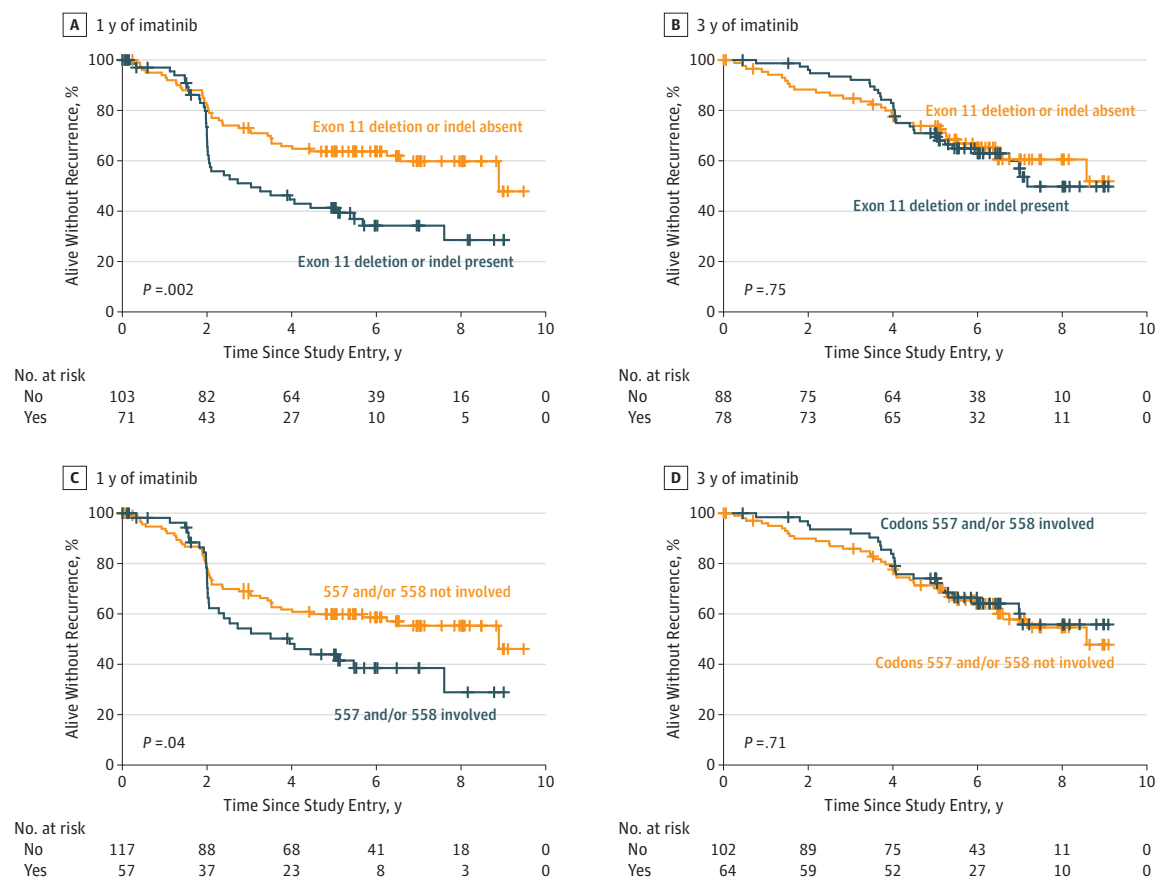 A 1 y of imatinib
100
80
60
40
20
0
Alive Without Recurrence, %
Exon 11 deletion or indel absent
Exon 11 deletion or indel present
P =.002
0 2 4 6 8 10
Time Since Study Entry, y
No. at risk
No 103 82 64 39 16 0
Yes 71 43 27 10 5 0
B 3 y of imatinib
100
80
60
40
20
0
Alive Without Recurrence, %
Exon 11 deletion or indel absent
Exon 11 deletion or indel present
P =.75
0 2 4 6 8 10
Time Since Study Entry, y
No. at risk
No 88 75 64 38 10 0
Yes 78 73 65 32 11 0
C 1 y of imatinib
100
80
60
40
20
0
Alive Without Recurrence, %
557 and/or 558 not involved
557 and/or 558 involved
P =.04
0 2 4 6 8 10
Time Since Study Entry, y
No. at risk
No 117 88 68 41 18 0
Yes 57 37 23 8 3 0
D 3 y of imatinib
100
80
60
40
20
0
Alive Without Recurrence, %
Codons 557 and/or 558 involved
Codons 557 and/or 558 not involved
P =.71
0 2 4 6 8 10
Time Since Study Entry, y
No. at risk
No 102 89 75 43 11 0
Yes 64 59 52 27 10 0